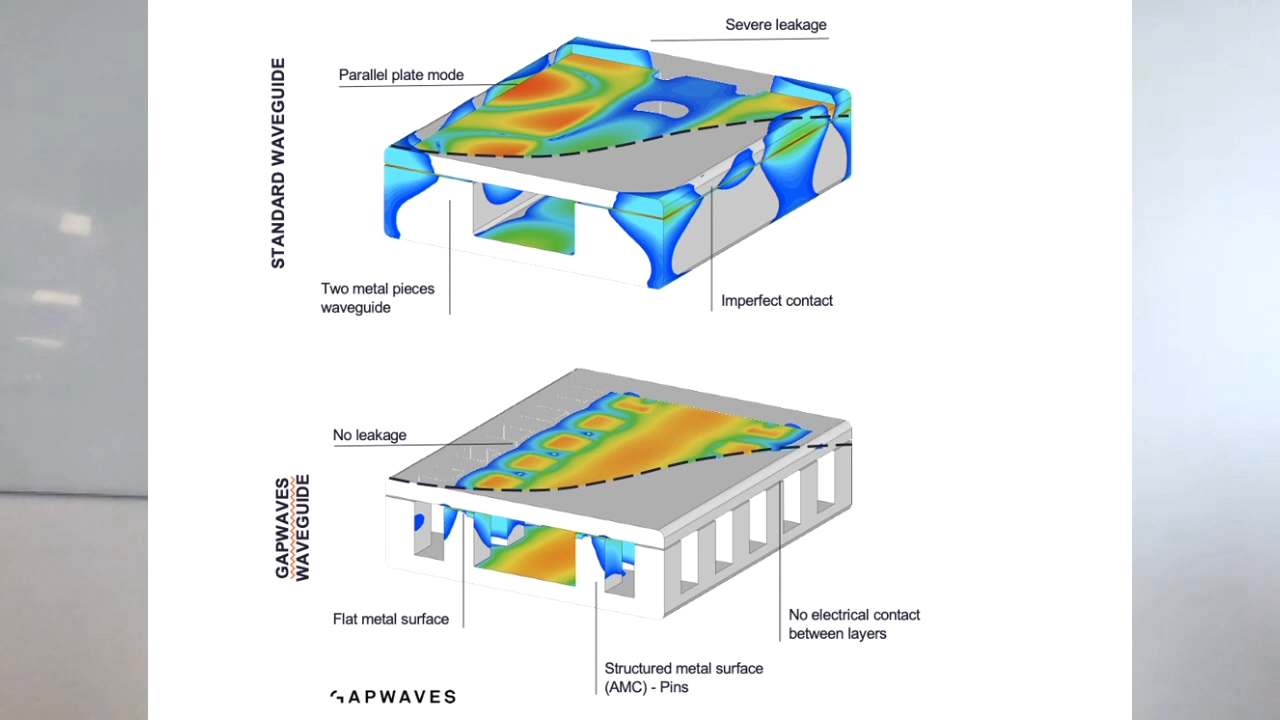 Severe leakage
Parallel plate mode
STANDARD WAVEGUIDE
Two metal pieces
waveguide
Imperfect contact
No leakage
GAPWAVES
WAVEGUIDE
Flat metal surface
No electrical contact
between layers
Structured metal surface
(AMC) - Pins
GAPWAVES